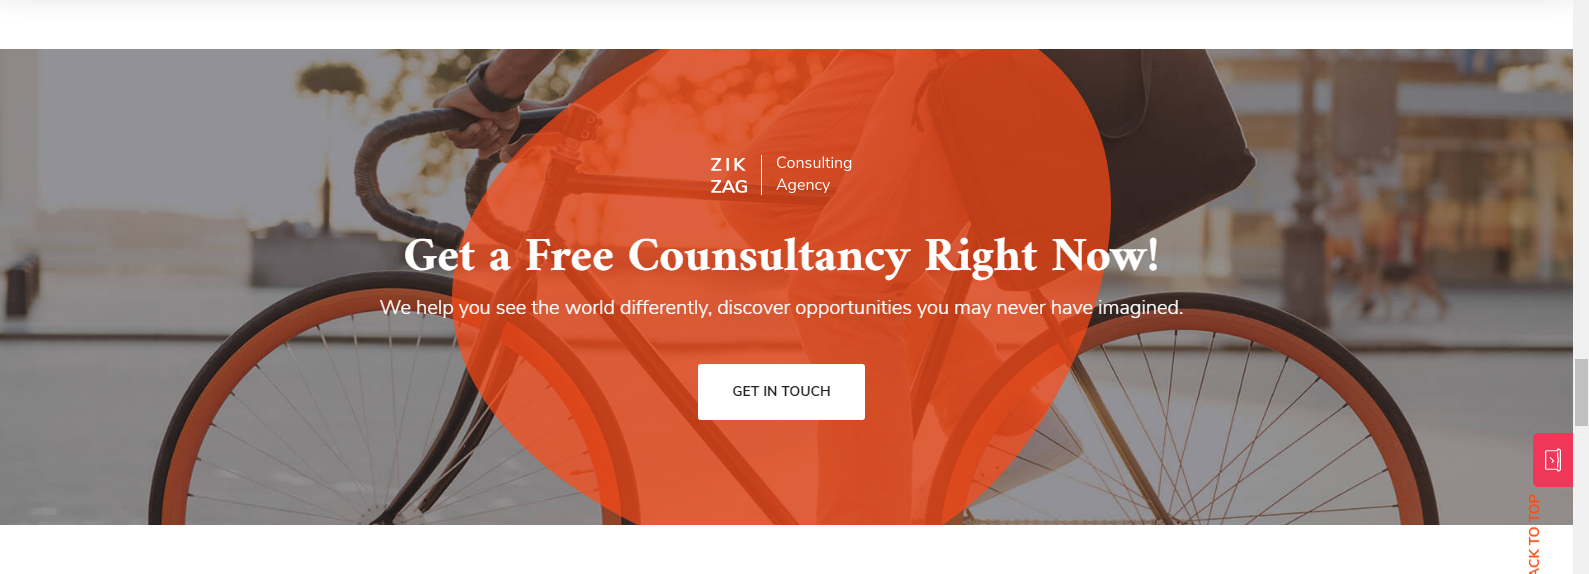 ZIK
ZAG
Consulting
Agency
Get a Free Counsultancy Right Now!
We help you see the world differently, discover opportunities you may never have imagined.
GET IN TOUCH
ACK TO TOP